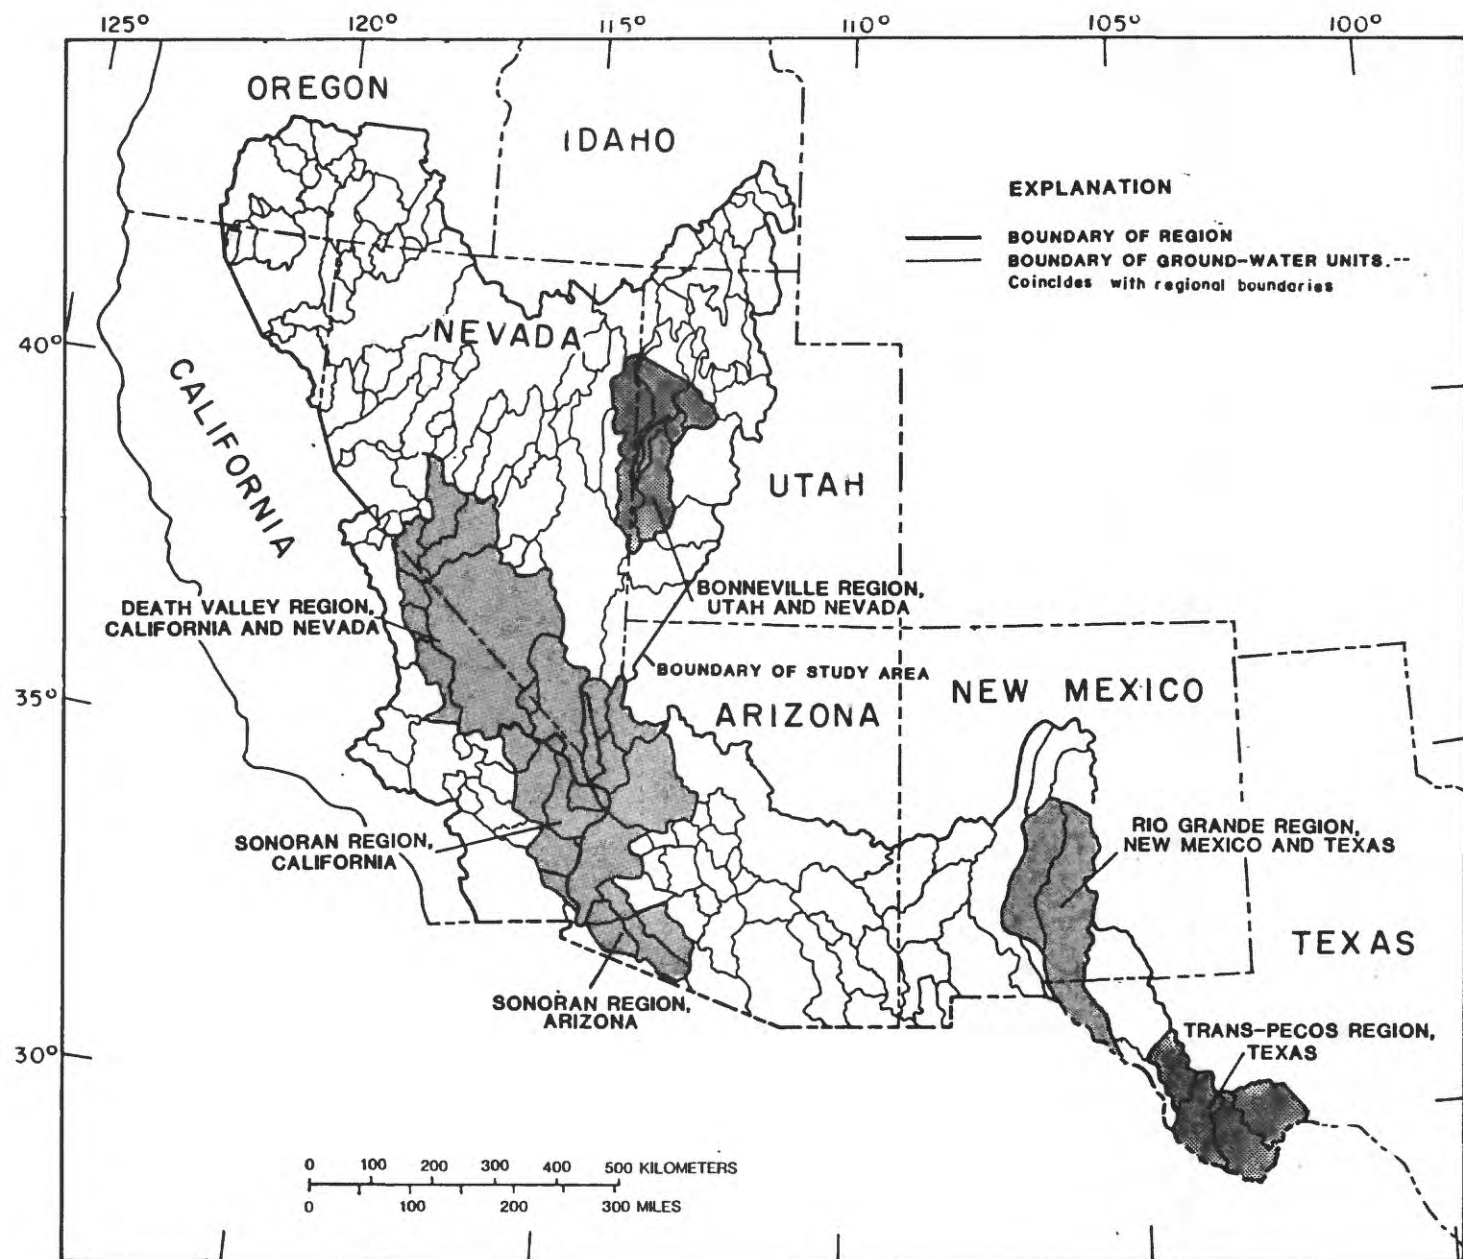 125° 120° 115° 110° 105° 100°
OREGON
IDAHO
EXPLANATION
BOUNDARY OF REGION
BOUNDARY OF GROUND-WATER UNITS.--
Coincides with regional boundaries
NEVADA
40°
CALIFORNIA
UTAH
BONNEVILLE REGION,
UTAH AND NEVADA
DEATH VALLEY REGION,
CALIFORNIA AND NEVADA
BOUNDARY OF STUDY AREA
35°
NEW MEXICO
ARIZONA
RIO GRANDE REGION,
NEW MEXICO AND TEXAS
SONORAN REGION,
CALIFORNIA
TEXAS
SONORAN REGION,
ARIZONA
TRANS-PECOS REGION,
TEXAS
30°
0 100 200 300 400 500 KILOMETERS
0 100 200 300 MILES